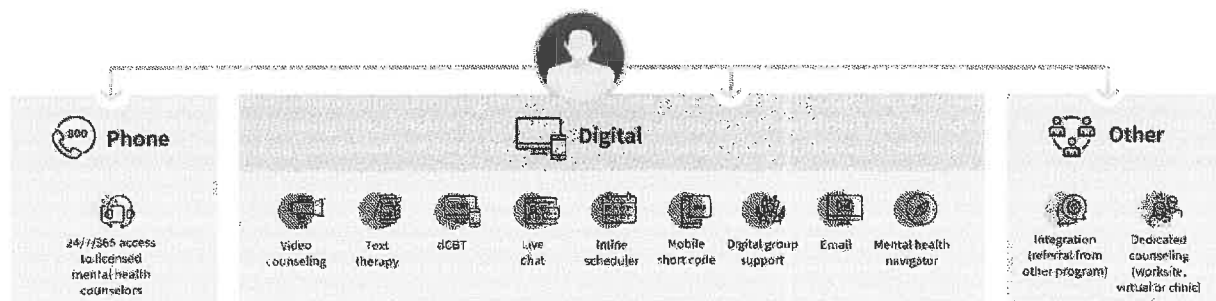 800
Phone
Digital
Other
24/7/365 access
to licensed
mental health
counselors
Video
counseling
Text
therapy
dCBT
Live
chat
Inline
scheduler
Mobile
short code
Digital group
support
Email
Mental health
navigator
Integration
(referral from
other program)
Dedicated
counseling
(worksite,
virtual or clinic)